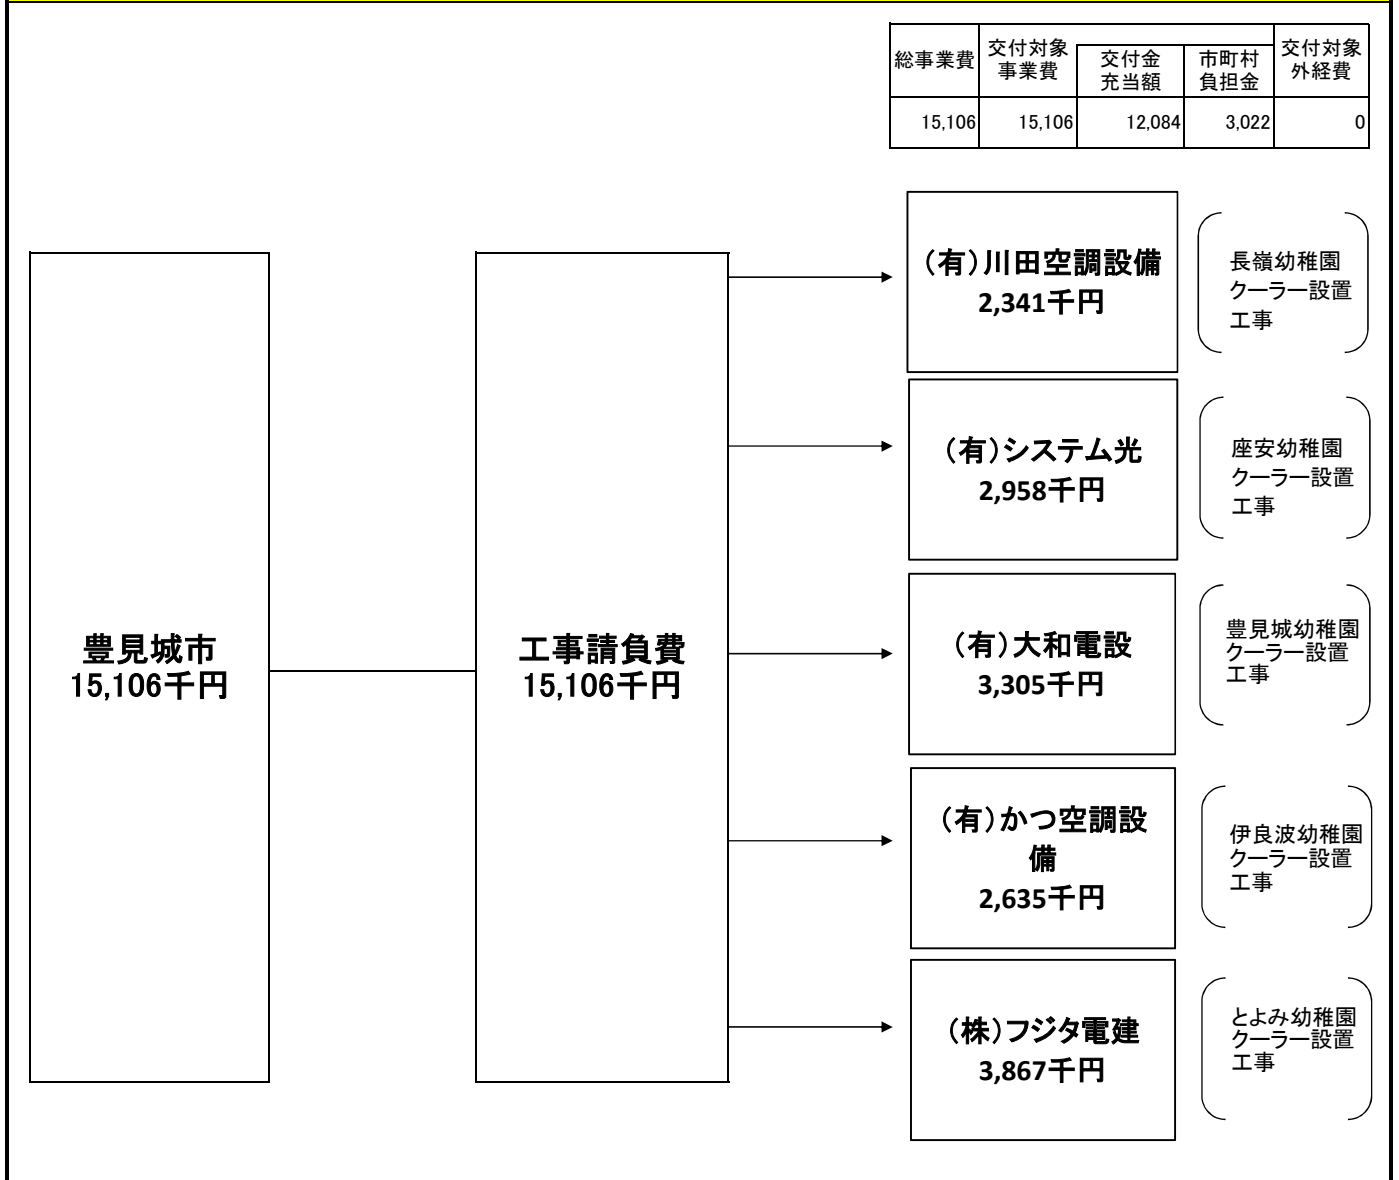 総事業費
交付対象
事業費
交付金
充当額
市町村
負担金
交付対象
外経費
15,106 15,106 12,084 3,022 0
（有）川田空調設備
2,341千円
長嶺幼稚園
クーラー設置
工事
（有）システム光
2,958千円
座安幼稚園
クーラー設置
工事
豊見城市
15,106千円
工事請負費
15,106千円
（有）大和電設
3,305千円
豊見城幼稚園
クーラー設置
工事
（有）かつ空調設
備
2,635千円
伊良波幼稚園
クーラー設置
工事
（株）フジタ電建
3,867千円
とよみ幼稚園
クーラー設置
工事